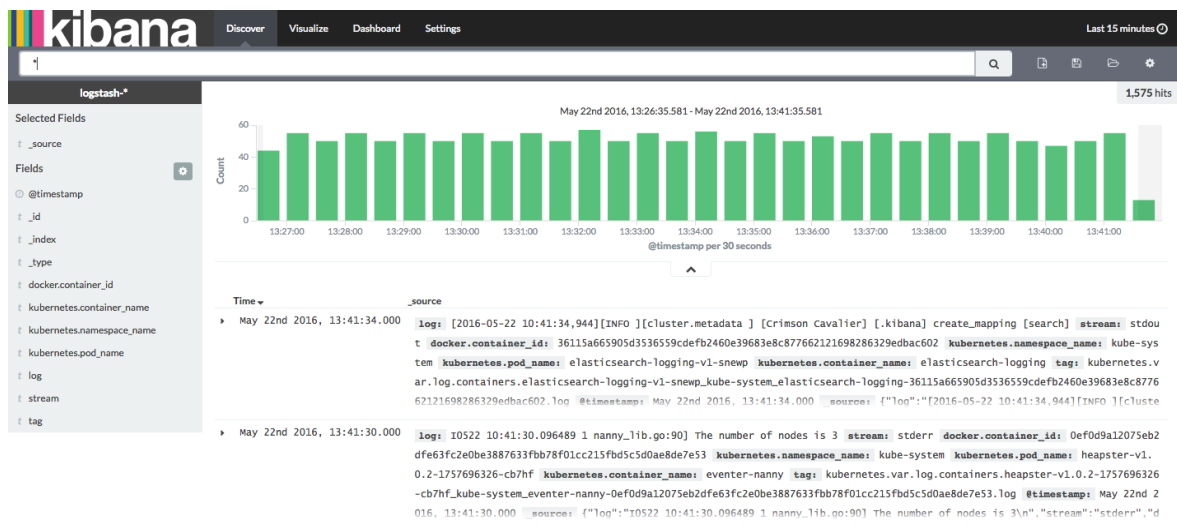 kibana Discover Visualize Dashboard Settings Last 15 minutes
*
logstash-* 1,575 hits
Selected Fields
t _source
Fields
@timestamp
t _id
t _index
t _type
t docker.container_id
t kubernetes.container_name
t kubernetes.namespace_name
t kubernetes.pod_name
t log
t stream
t tag
May 22nd 2016, 13:26:35.581 - May 22nd 2016, 13:41:35.581
Count
60
40
20
0
13:27:00 13:28:00 13:29:00 13:30:00 13:31:00 13:32:00 13:33:00 13:34:00 13:35:00 13:36:00 13:37:00 13:38:00 13:39:00 13:40:00 13:41:00
@timestamp per 30 seconds
Time _source
May 22nd 2016, 13:41:34.000 log: [2016-05-22 10:41:34,944][INFO ][cluster.metadata ] [Crimson Cavalier] [.kibana] create_mapping [search] stream: stdou
t docker.container_id: 36115a665905d3536559cdefb2460e39683e8c877662121698286329edbac602 kubernetes.namespace_name: kube-sys
tem kubernetes.pod_name: elasticsearch-logging-v1-snewp kubernetes.container_name: elasticsearch-logging tag: kubernetes.v
ar.log.containers.elasticsearch-logging-v1-snewp_kube-system_elasticsearch-logging-36115a665905d3536559cdefb2460e39683e8c8776
62121698286329edbac602.log @timestamp: May 22nd 2016, 13:41:34.000 _source: {"log":"[2016-05-22 10:41:34,944][INFO ][cluste
May 22nd 2016, 13:41:30.000 log: I0522 10:41:30.096489 1 nanny_lib.go:90] The number of nodes is 3 stream: stderr docker.container_id: 0ef0d9a12075eb2
dfe63fc2e0be3887633fbb78f01cc215fbd5c5d0ae8de7e53 kubernetes.namespace_name: kube-system kubernetes.pod_name: heapster-v1.
0.2-1757696326-cb7hf kubernetes.container_name: eventer-nanny tag: kubernetes.var.log.containers.heapster-v1.0.2-1757696326
-cb7hf_kube-system_eventer-nanny-0ef0d9a12075eb2dfe63fc2e0be3887633fbb78f01cc215fbd5c5d0ae8de7e53.log @timestamp: May 22nd 2
016, 13:41:30.000 _source: {"log":"I0522 10:41:30.096489 1 nanny_lib.go:90] The number of nodes is 3\n","stream":"stderr","d